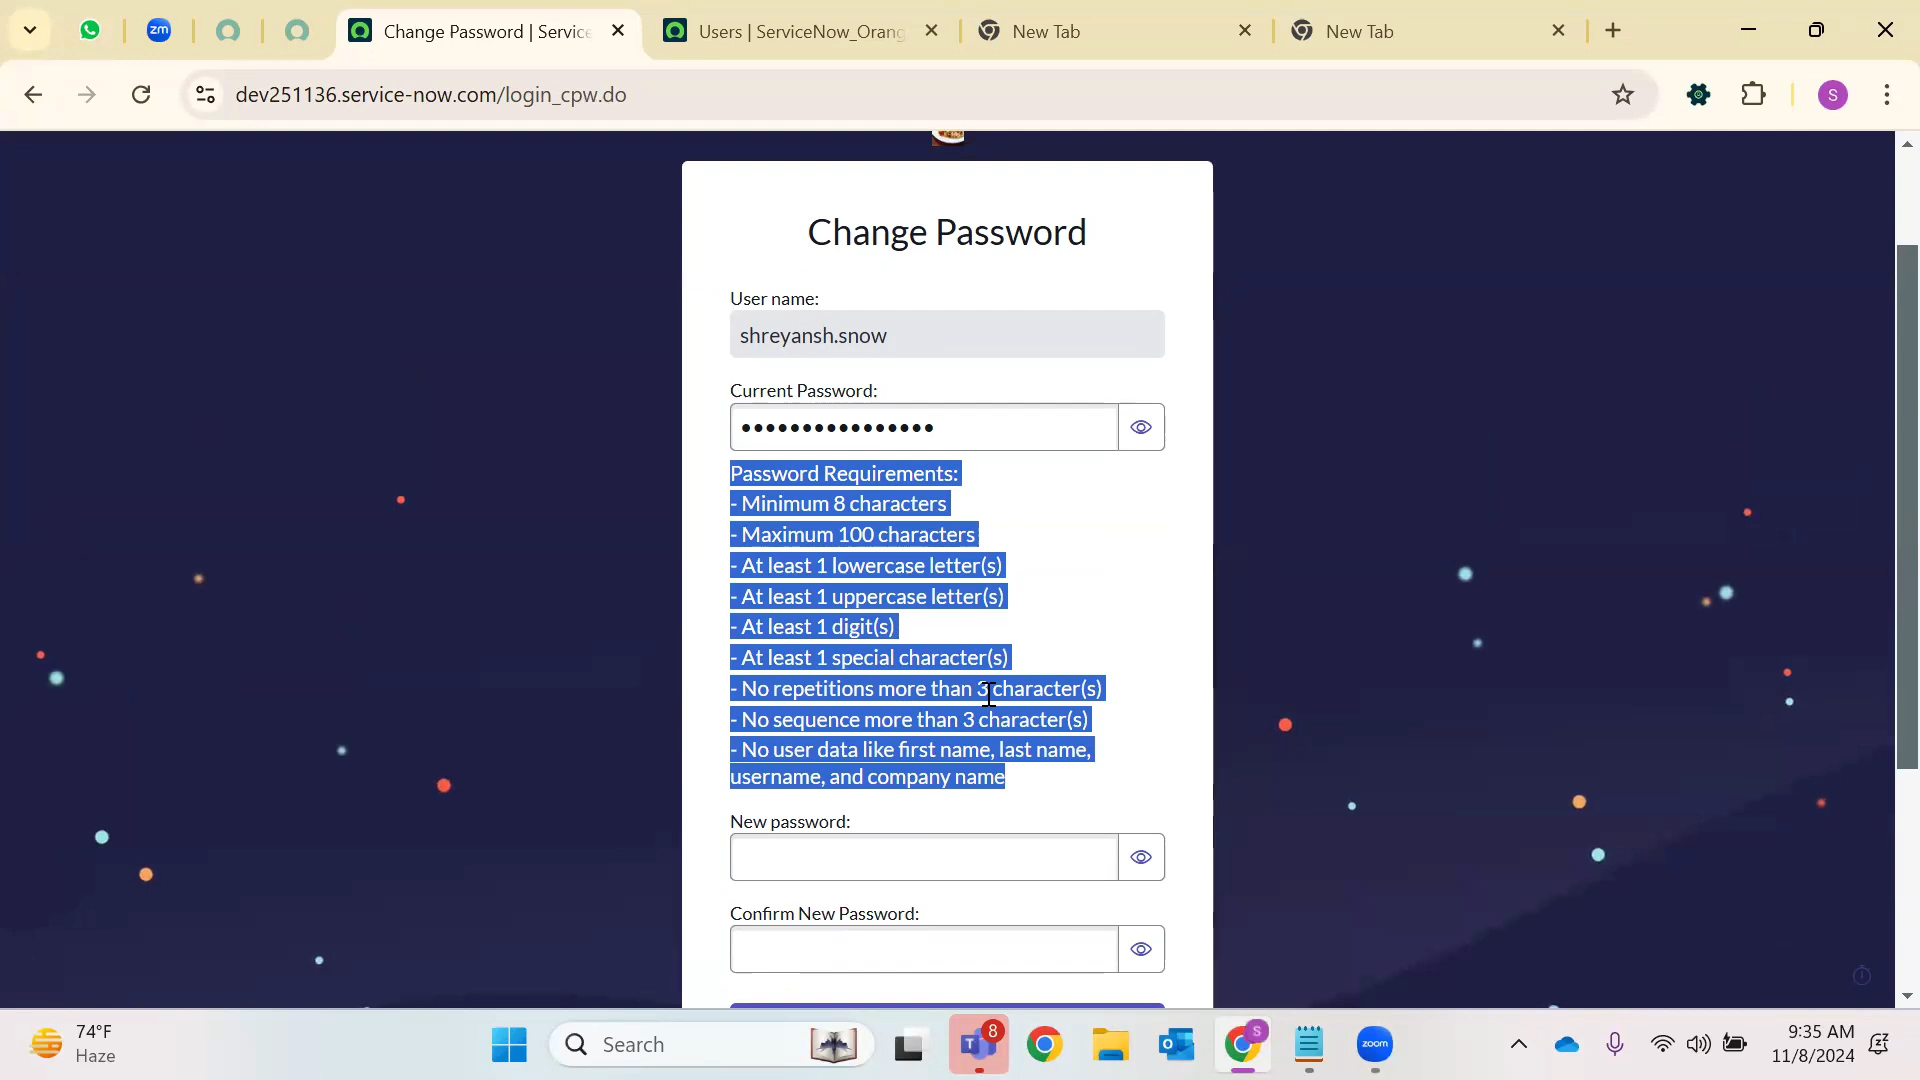 zm
Change Password | Service
Users | ServiceNow_Orang
New Tab
New Tab
dev251136.service-now.com/login_cpw.do
S
Change Password
User name:
shreyansh.snow
Current Password:
••••••••••••••••
Password Requirements:
- Minimum 8 characters
- Maximum 100 characters
- At least 1 lowercase letter(s)
- At least 1 uppercase letter(s)
- At least 1 digit(s)
- At least 1 special character(s)
- No repetitions more than 3 character(s)
- No sequence more than 3 character(s)
- No user data like first name, last name,
username, and company name
New password:
Confirm New Password:
74°F
Haze
Search
8
S
zoom
9:35 AM
11/8/2024